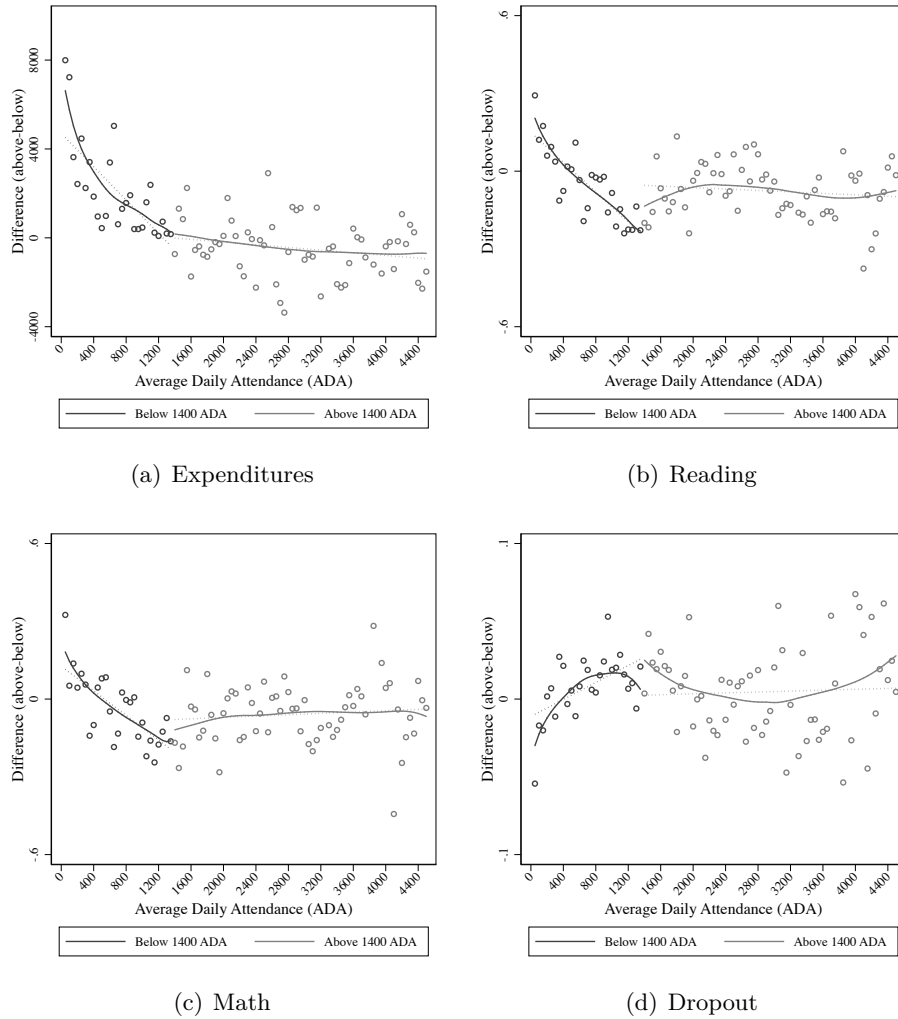 Difference (above-below)
-4000 0 4000 8000
0 400 800 1200 1600 2000 2400 2800 3200 3600 4000 4400
Average Daily Attendance (ADA)
Below 1400 ADA Above 1400 ADA
(a) Expenditures
Difference (above-below)
-.6 0 .6
0 400 800 1200 1600 2000 2400 2800 3200 3600 4000 4400
Average Daily Attendance (ADA)
Below 1400 ADA Above 1400 ADA
(b) Reading
Difference (above-below)
-.6 0 .6
0 400 800 1200 1600 2000 2400 2800 3200 3600 4000 4400
Average Daily Attendance (ADA)
Below 1400 ADA Above 1400 ADA
(c) Math
Difference (above-below)
-.1 0 .1
0 400 800 1200 1600 2000 2400 2800 3200 3600 4000 4400
Average Daily Attendance (ADA)
Below 1400 ADA Above 1400 ADA
(d) Dropout